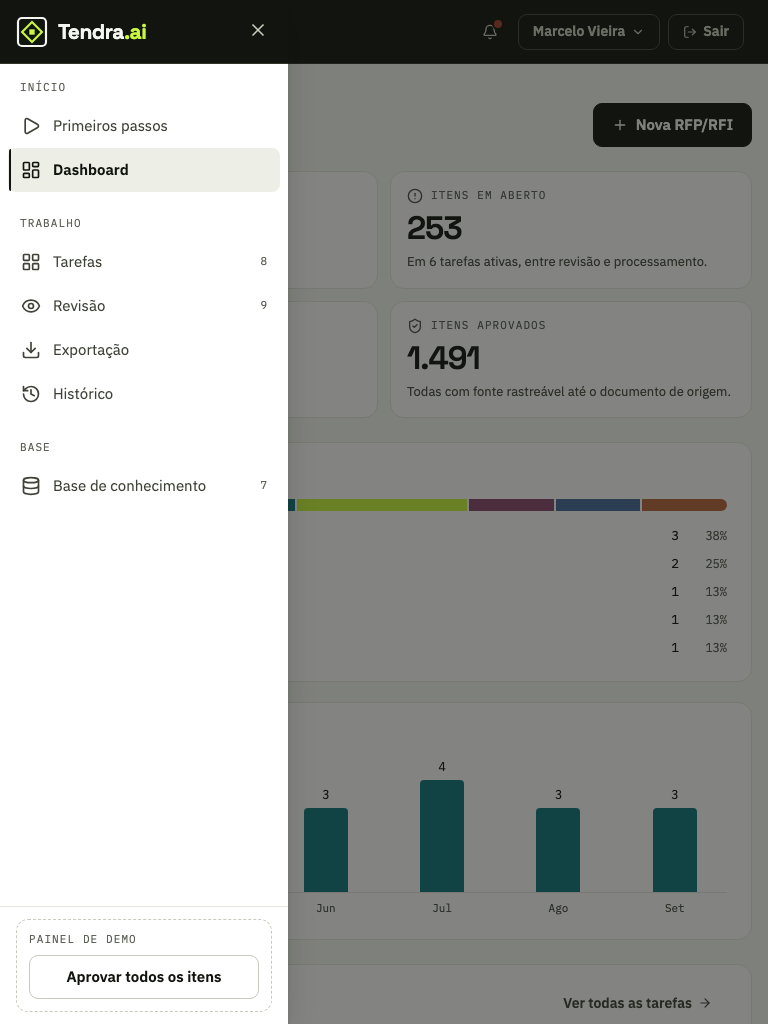 Tendra.ai
Marcelo Vieira
Sair
INÍCIO
Primeiros passos
Dashboard
TRABALHO
Tarefas 8
Revisão 9
Exportação
Histórico
BASE
Base de conhecimento 7
PAINEL DE DEMO
Aprovar todos os itens
Nova RFP/RFI
ITENS EM ABERTO
253
Em 6 tarefas ativas, entre revisão e processamento.
ITENS APROVADOS
1.491
Todas com fonte rastreável até o documento de origem.
3 38%
2 25%
1 13%
1 13%
1 13%
3 4 3 3
Jun Jul Ago Set
Ver todas as tarefas